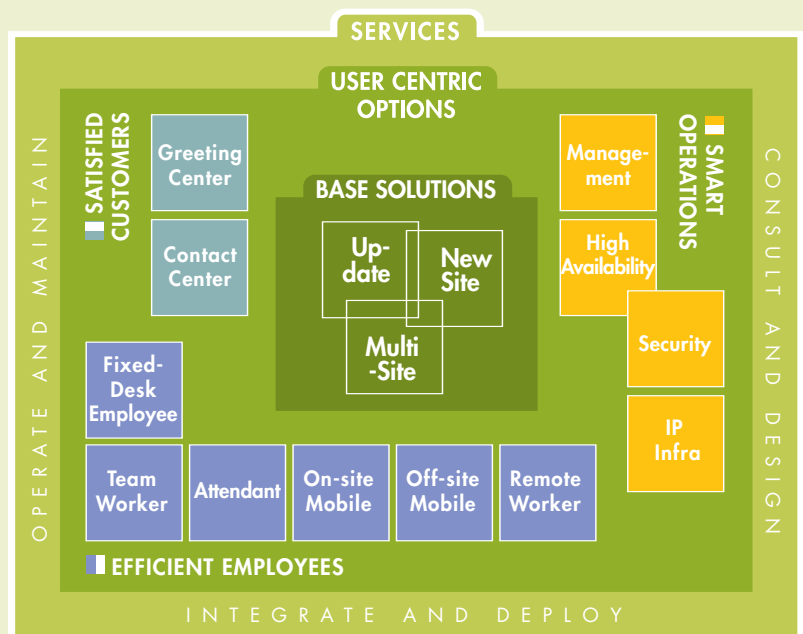 SERVICES
USER CENTRIC
OPTIONS
SATISFIED
CUSTOMERS
Greeting
Center
Contact
Center
BASE SOLUTIONS
Up-
date
New
Site
Multi
-Site
Manage-
ment
High
Availability
Security
IP
Infra
SMART
OPERATIONS
Fixed-
Desk
Employee
Team
Worker
Attendant
On-site
Mobile
Off-site
Mobile
Remote
Worker
EFFICIENT EMPLOYEES
OPERATE AND MAINTAIN
CONSULT AND DESIGN
INTEGRATE AND DEPLOY